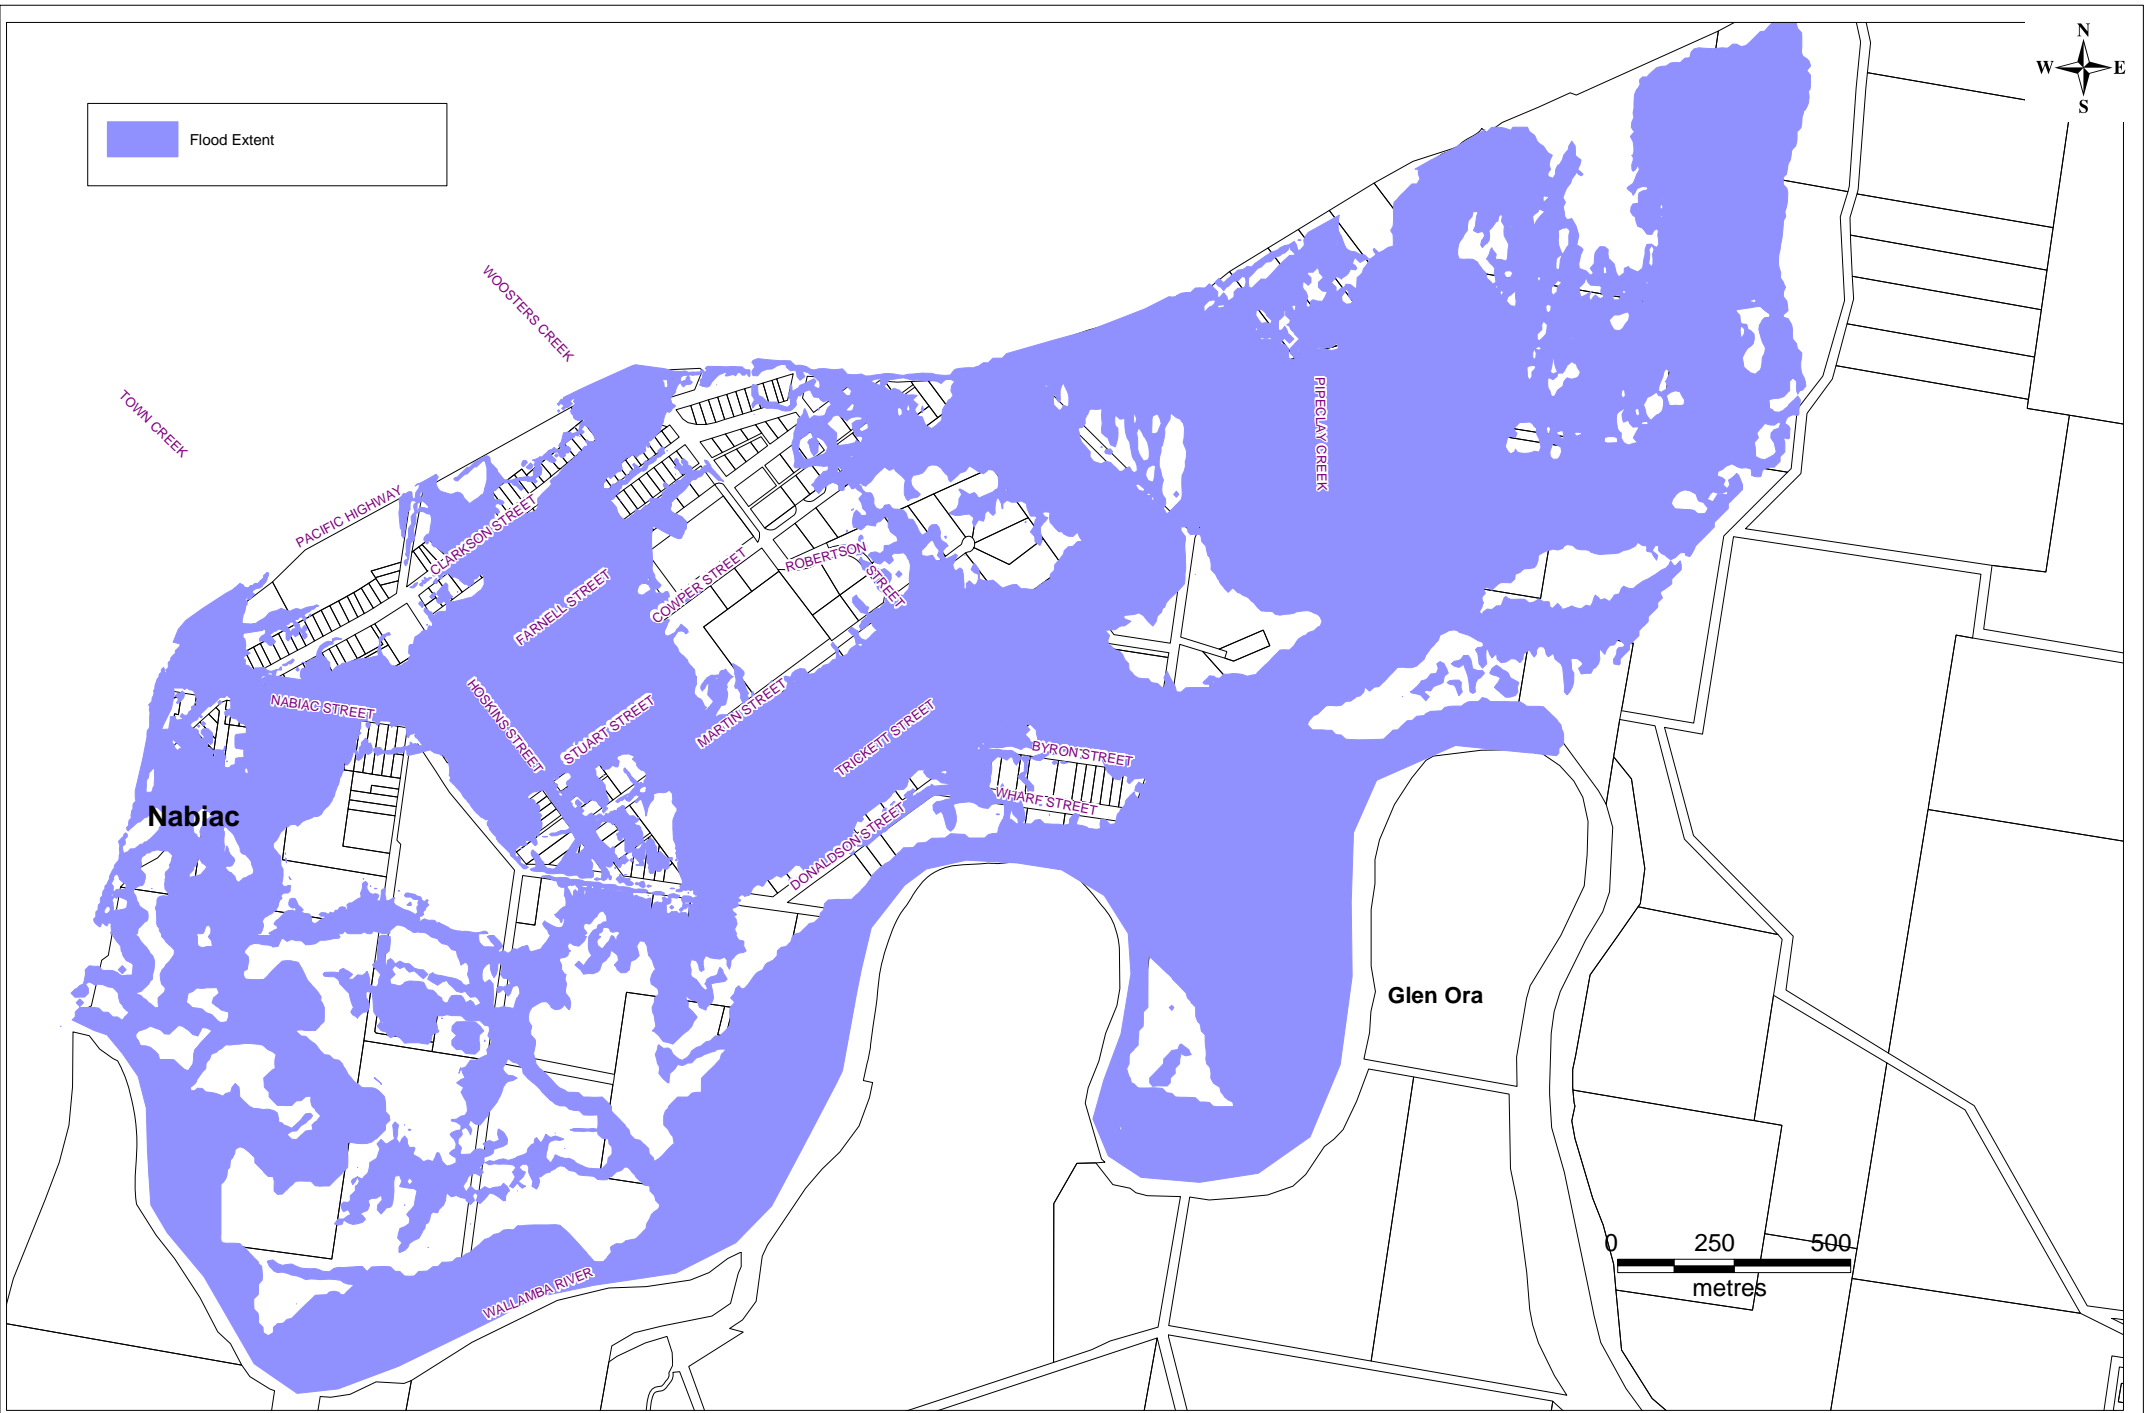 N
W E
S
Flood Extent
WOOSTERS CREEK
TOWN CREEK
PIPECLAY CREEK
PACIFIC HIGHWAY
CLARKSON STREET
ROBERTSON
STREET
COWPER STREET
FARNELL STREET
NABIAC STREET
HOSKINS STREET
STUART STREET
MARTIN STREET
TRICKETT STREET
BYRON STREET
WHARF STREET
DONALDSON STREET
Nabiac
Glen Ora
WALLAMBA RIVER
0 250 500
metres